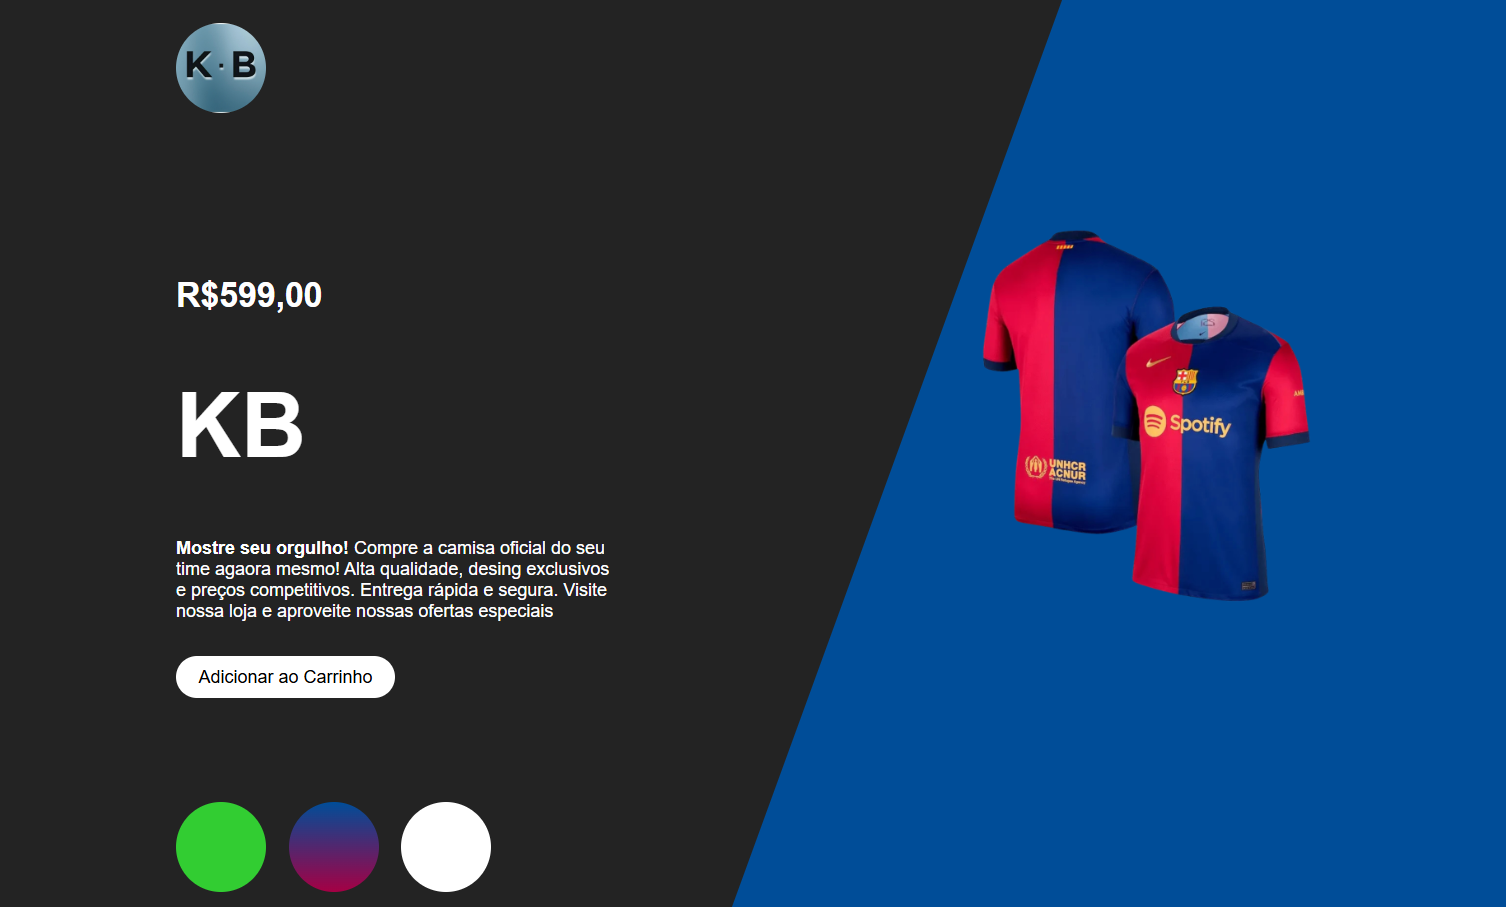 K·B
R$599,00
KB
Mostre seu orgulho! Compre a camisa oficial do seu
time agaora mesmo! Alta qualidade, desing exclusivos
e preços competitivos. Entrega rápida e segura. Visite
nossa loja e aproveite nossas ofertas especiais
Adicionar ao Carrinho
Spotify
UNHCR
ACNUR